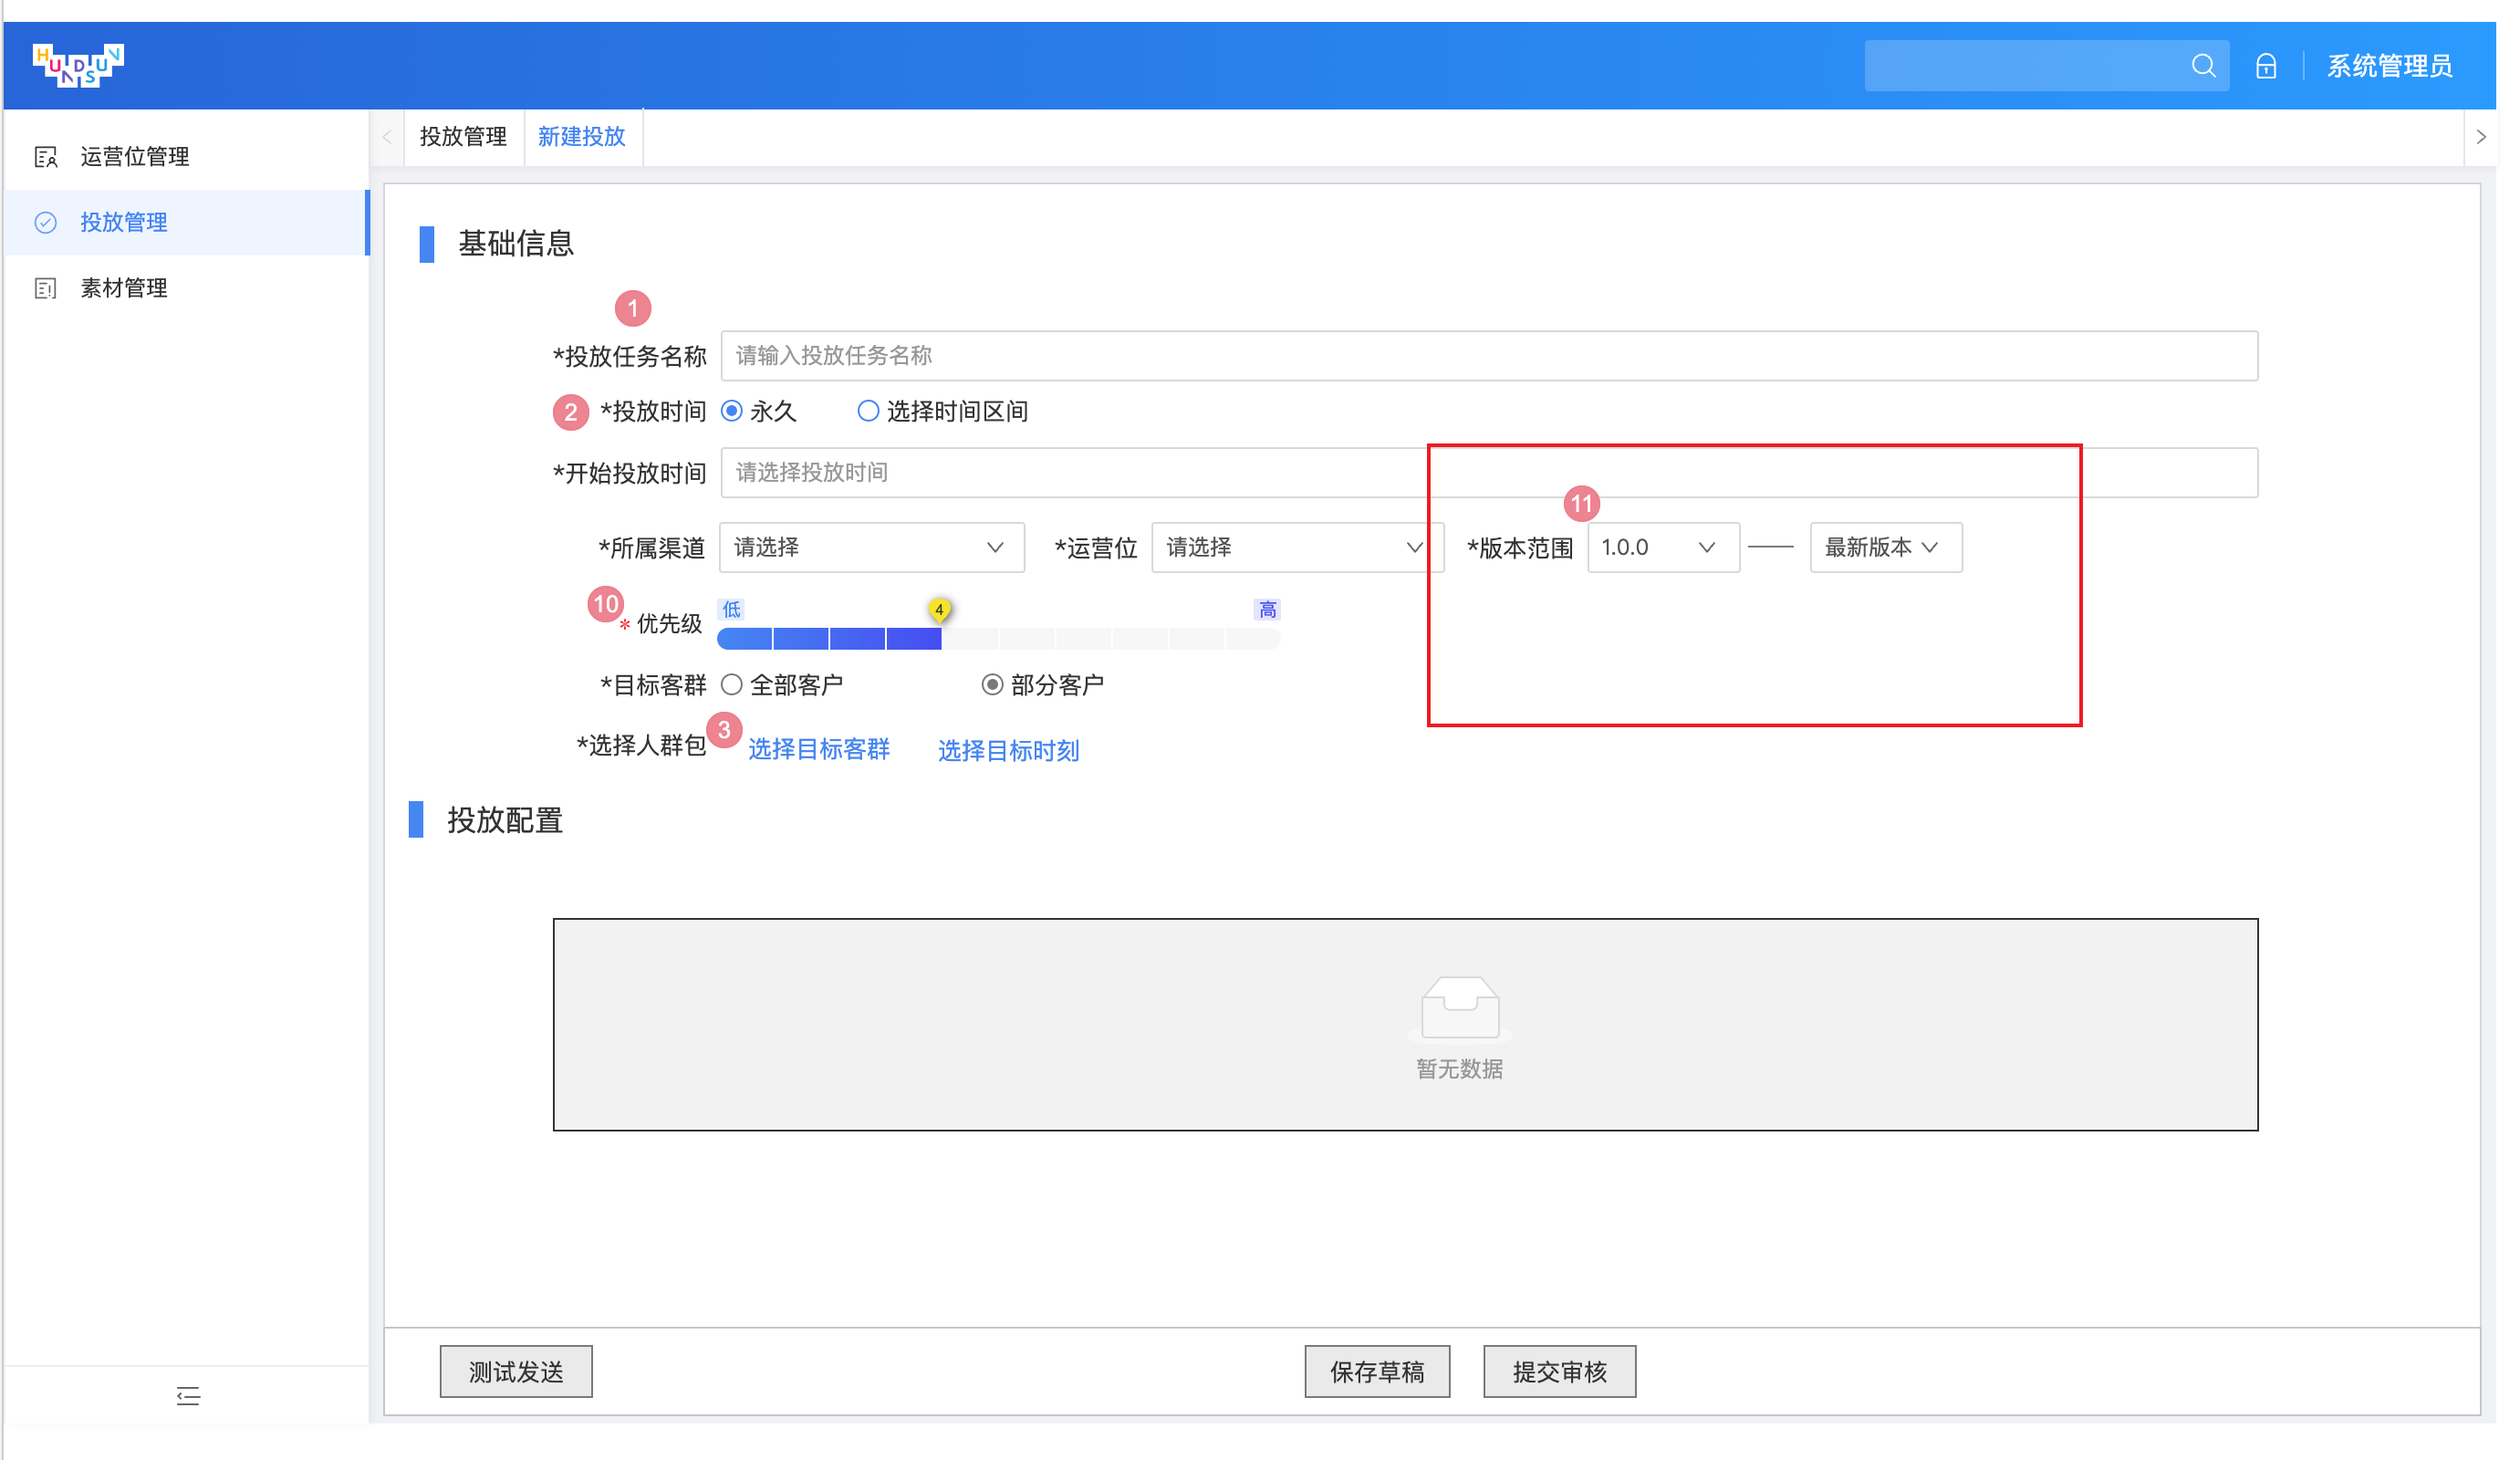 HUNDSUN
系统管理员
运营位管理
投放管理
素材管理
投放管理 新建投放
基础信息
1
*投放任务名称 请输入投放任务名称
2 *投放时间 永久 选择时间区间
*开始投放时间 请选择投放时间
11
*所属渠道 请选择 *运营位 请选择 *版本范围 1.0.0 最新版本
10 低 4 高
* 优先级
*目标客群 全部客户 部分客户
3
*选择人群包 选择目标客群 选择目标时刻
投放配置
暂无数据
测试发送 保存草稿 提交审核